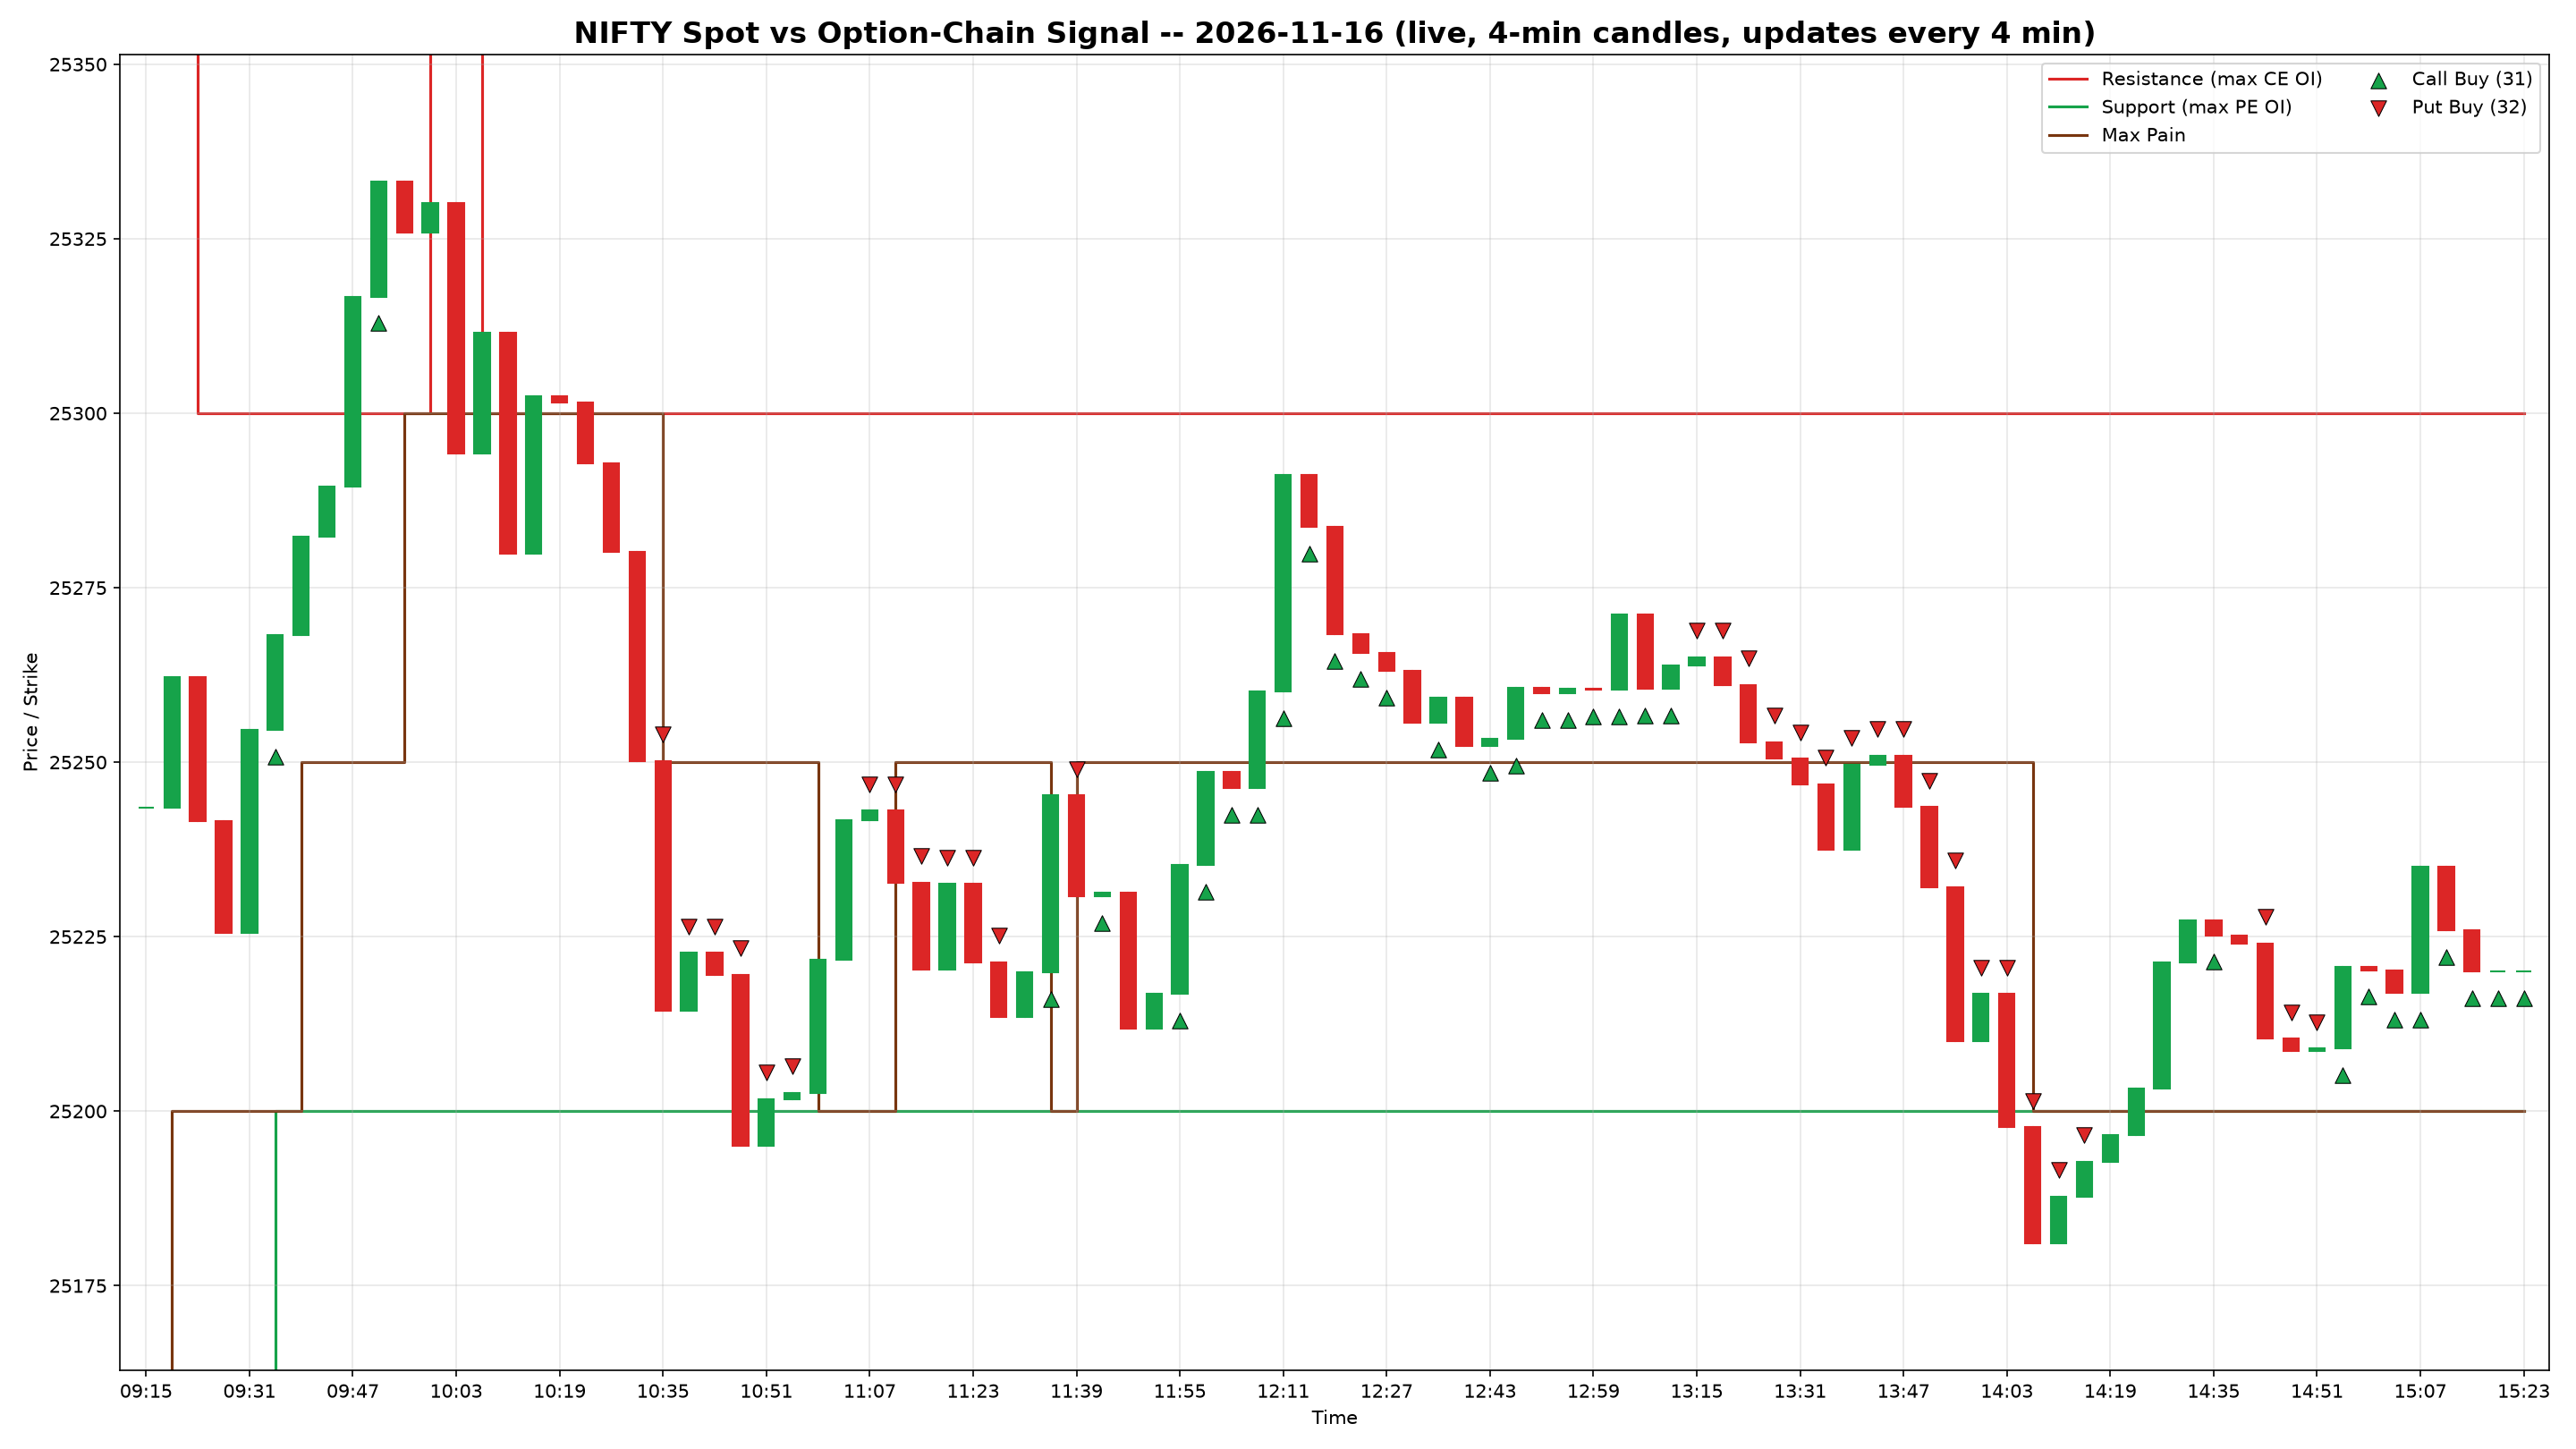 NIFTY Spot vs Option-Chain Signal -- 2026-11-16 (live, 4-min candles, updates every 4 min)
Resistance (max CE OI)
Support (max PE OI)
Max Pain
Call Buy (31)
Put Buy (32)
Price / Strike
25350
25325
25300
25275
25250
25225
25200
25175
09:15 09:31 09:47 10:03 10:19 10:35 10:51 11:07 11:23 11:39 11:55 12:11 12:27 12:43 12:59 13:15 13:31 13:47 14:03 14:19 14:35 14:51 15:07 15:23
Time